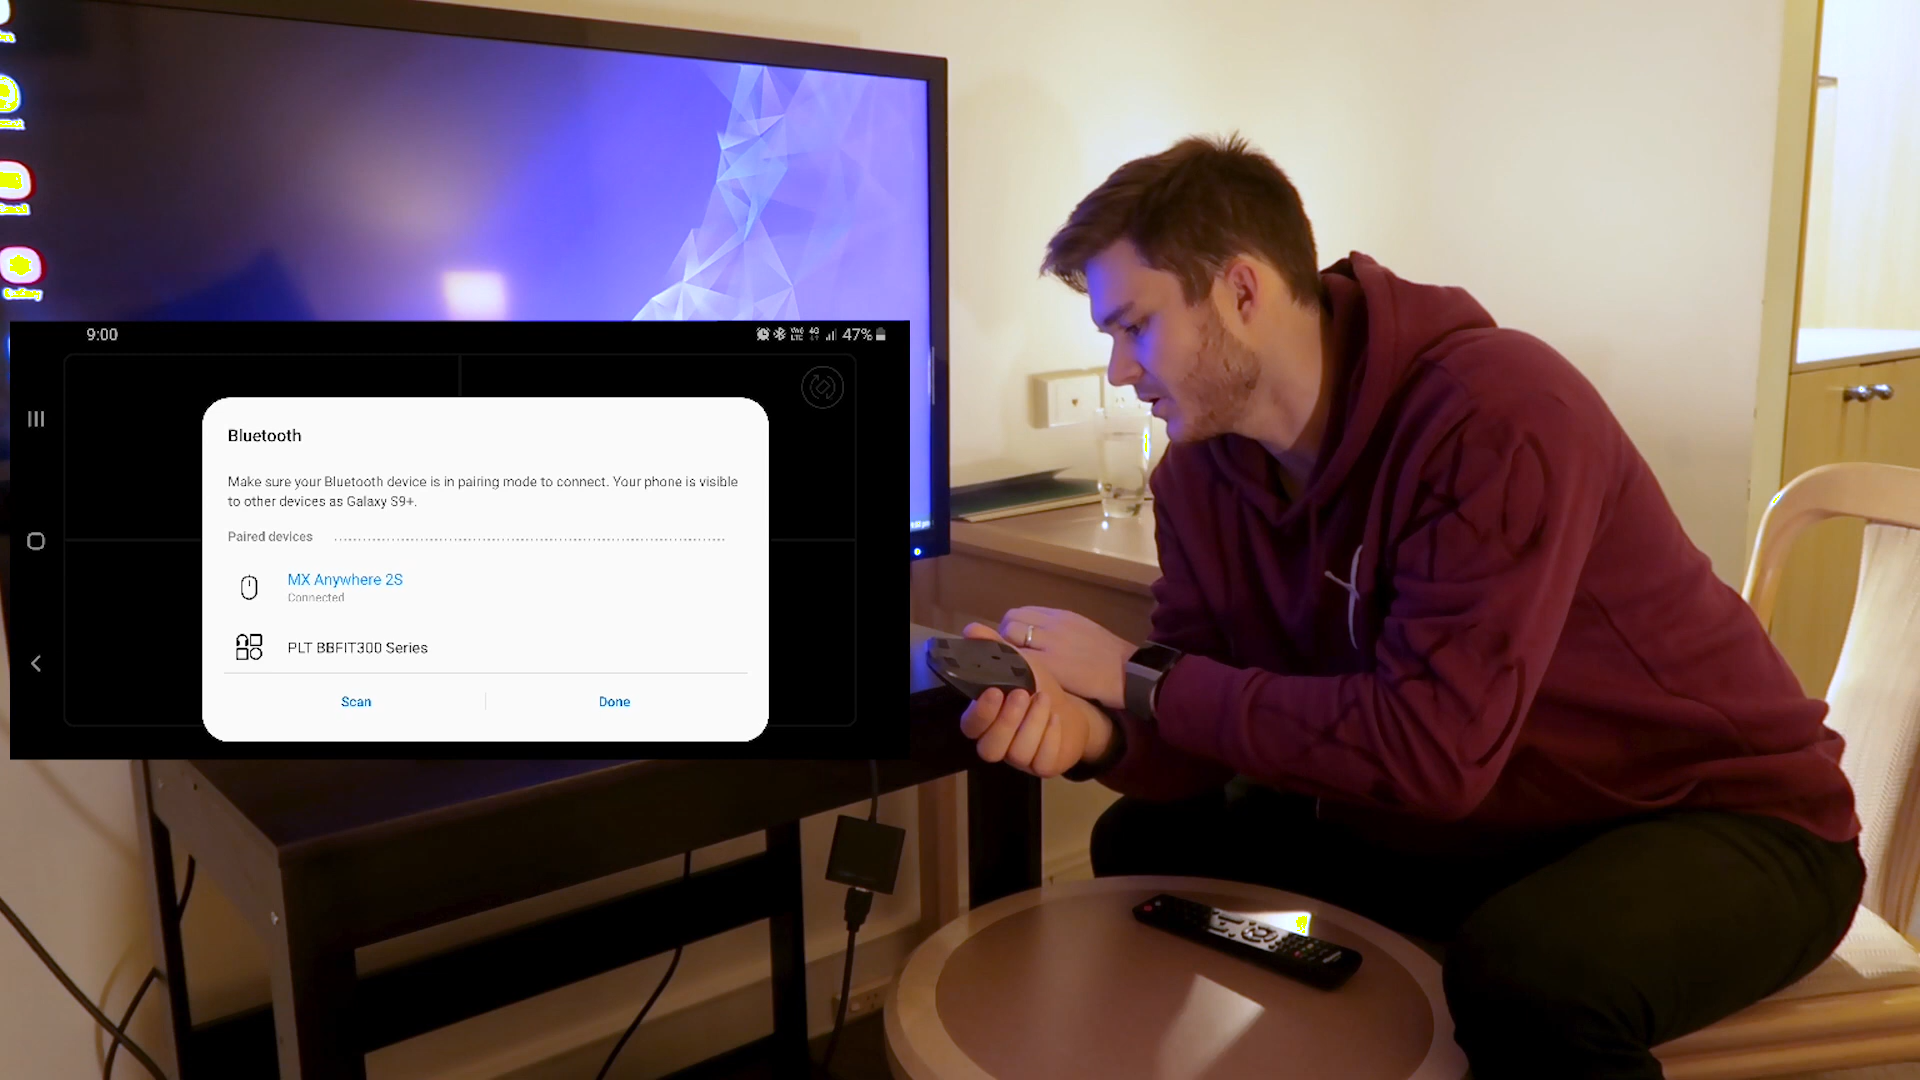 9:00
47%
Bluetooth
Make sure your Bluetooth device is in pairing mode to connect. Your phone is visible
to other devices as Galaxy S9+.
Paired devices
MX Anywhere 2S
Connected
PLT BBFIT300 Series
Scan
Done